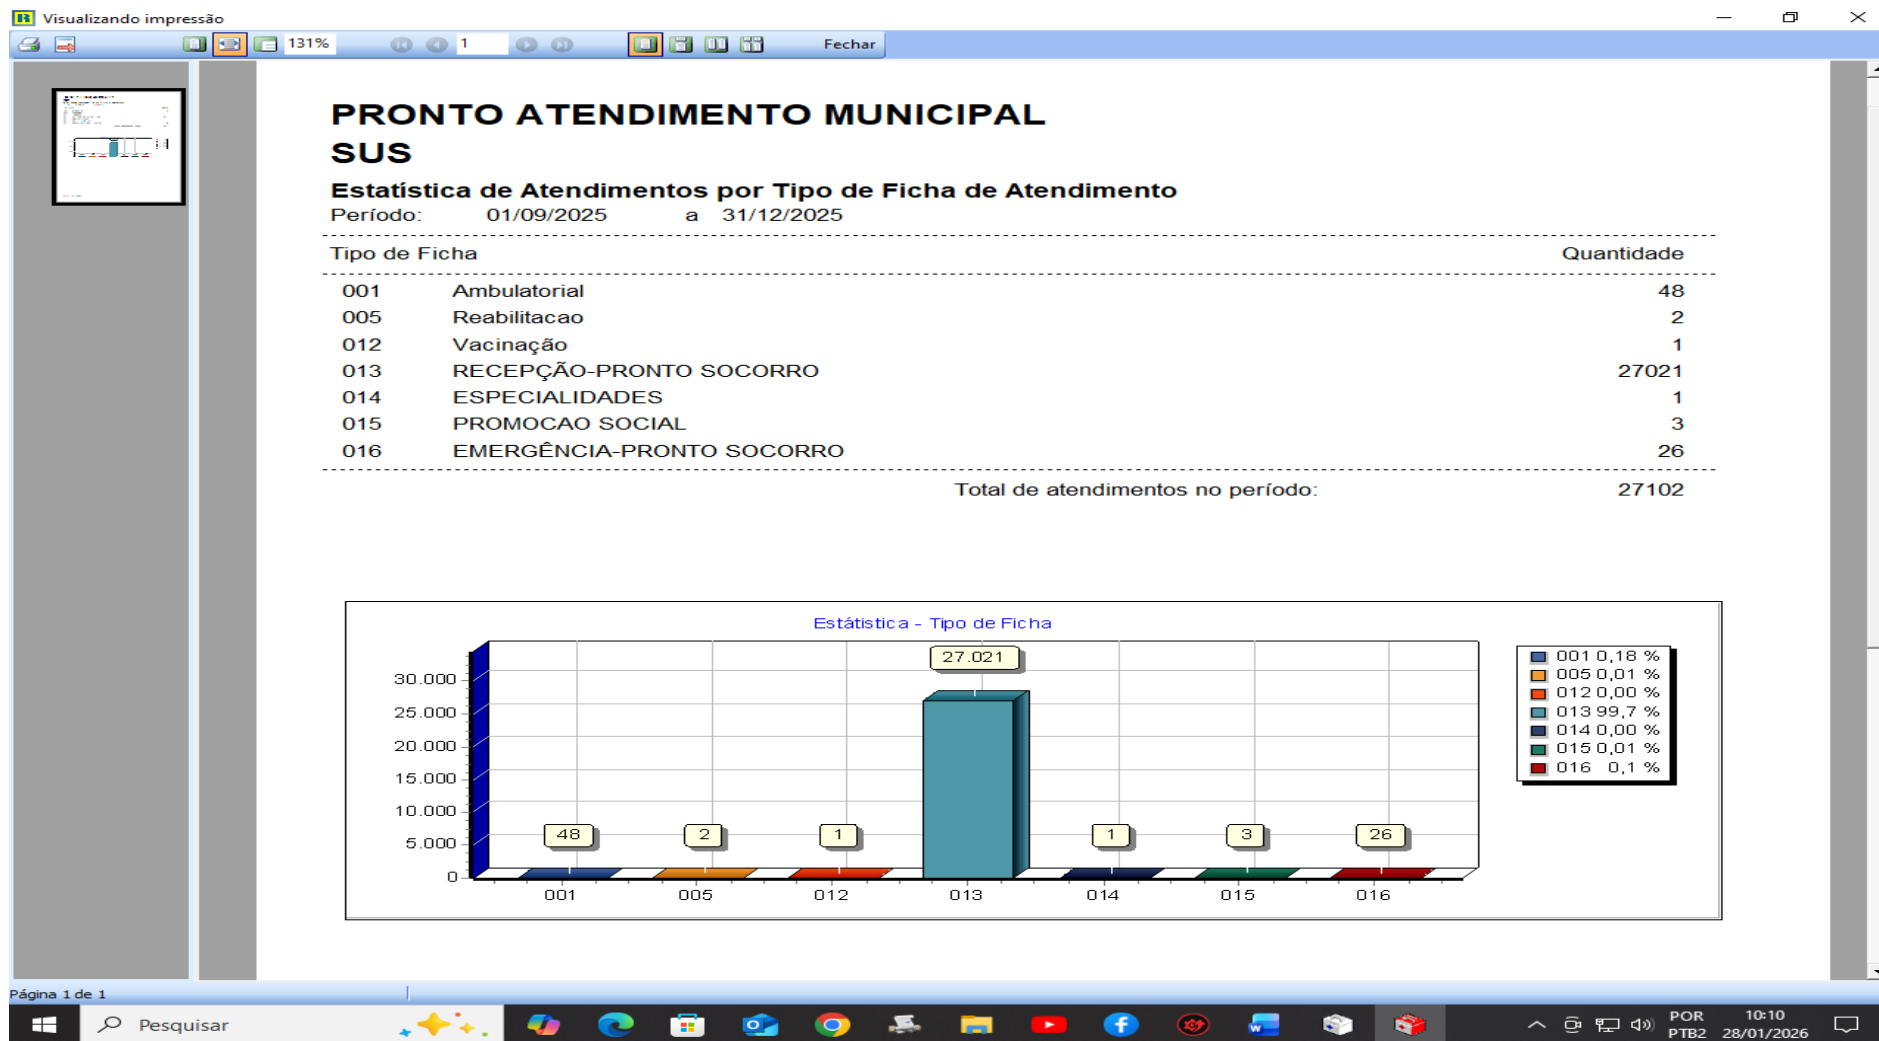 Visualizando impressão
131%
1
Fechar
PRONTO ATENDIMENTO MUNICIPAL
SUS
Estatística de Atendimentos por Tipo de Ficha de Atendimento
Período: 01/09/2025 a 31/12/2025
Tipo de Ficha Quantidade
001 Ambulatorial 48
005 Reabilitacao 2
012 Vacinação 1
013 RECEPÇÃO-PRONTO SOCORRO 27021
014 ESPECIALIDADES 1
015 PROMOCAO SOCIAL 3
016 EMERGÊNCIA-PRONTO SOCORRO 26
Total de atendimentos no período: 27102
Estátistica - Tipo de Ficha
30.000
25.000
20.000
15.000
10.000
5.000
0
48
2
1
27.021
1
3
26
001
005
012
013
014
015
016
001 0,18 %
005 0,01 %
012 0,00 %
013 99,7 %
014 0,00 %
015 0,01 %
016 0,1 %
Página 1 de 1
Pesquisar
POR
PTB2
10:10
28/01/2026